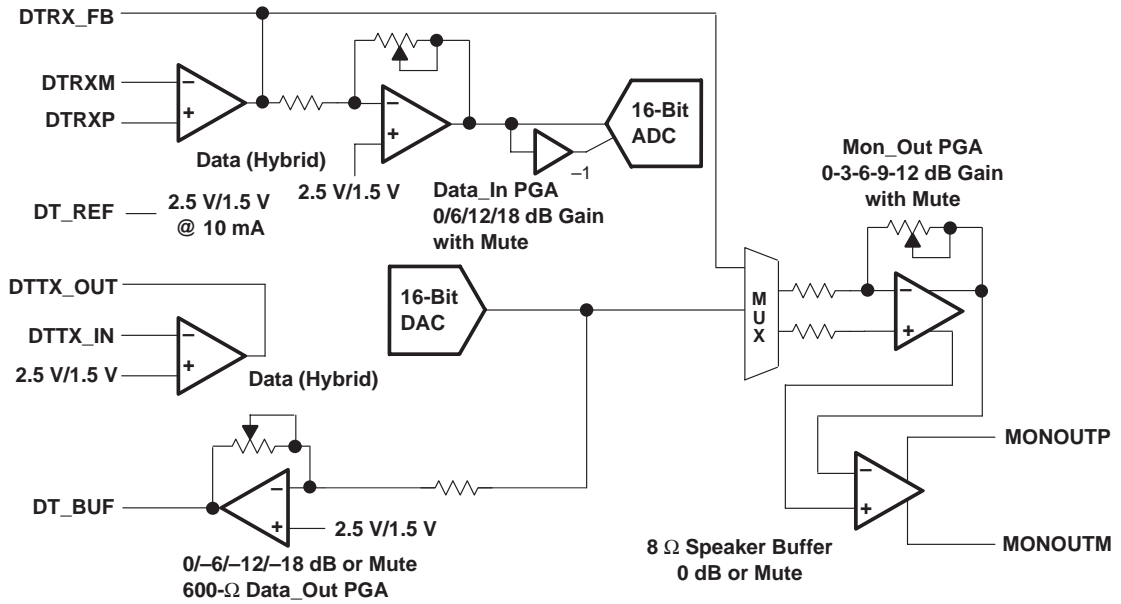 DTRX_FB
DTRXM
DTRXP
−
+
Data (Hybrid)
DT_REF
2.5 V/1.5 V
@ 10 mA
−
+
2.5 V/1.5 V
Data_In PGA
0/6/12/18 dB Gain
with Mute
–1
16-Bit
ADC
Mon_Out PGA
0-3-6-9-12 dB Gain
with Mute
DTTX_OUT
DTTX_IN
2.5 V/1.5 V
−
+
Data (Hybrid)
16-Bit
DAC
M
U
X
−
+
DT_BUF
−
+
2.5 V/1.5 V
0/–6/–12/–18 dB or Mute
600-Ω Data_Out PGA
−
+
MONOUTP
MONOUTM
8 Ω Speaker Buffer
0 dB or Mute